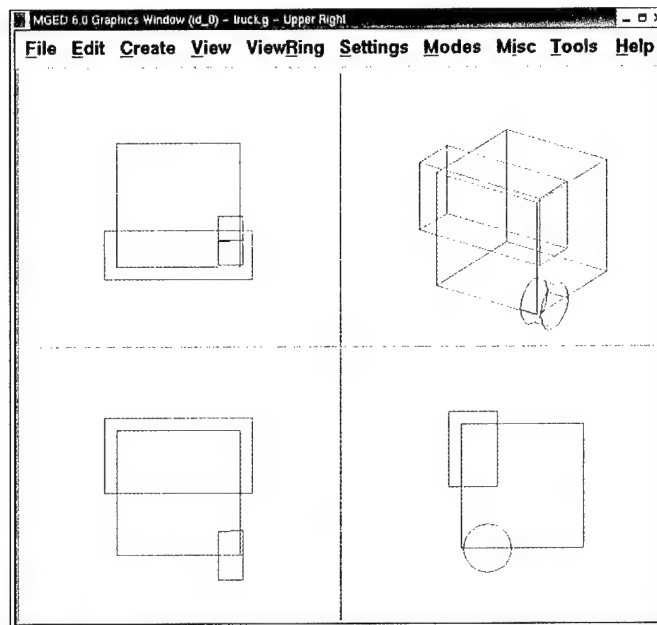 MGED 6.0 Graphics Window (id_0) - truck.g - Upper Right
File Edit Create View ViewRing Settings Modes Misc Tools Help